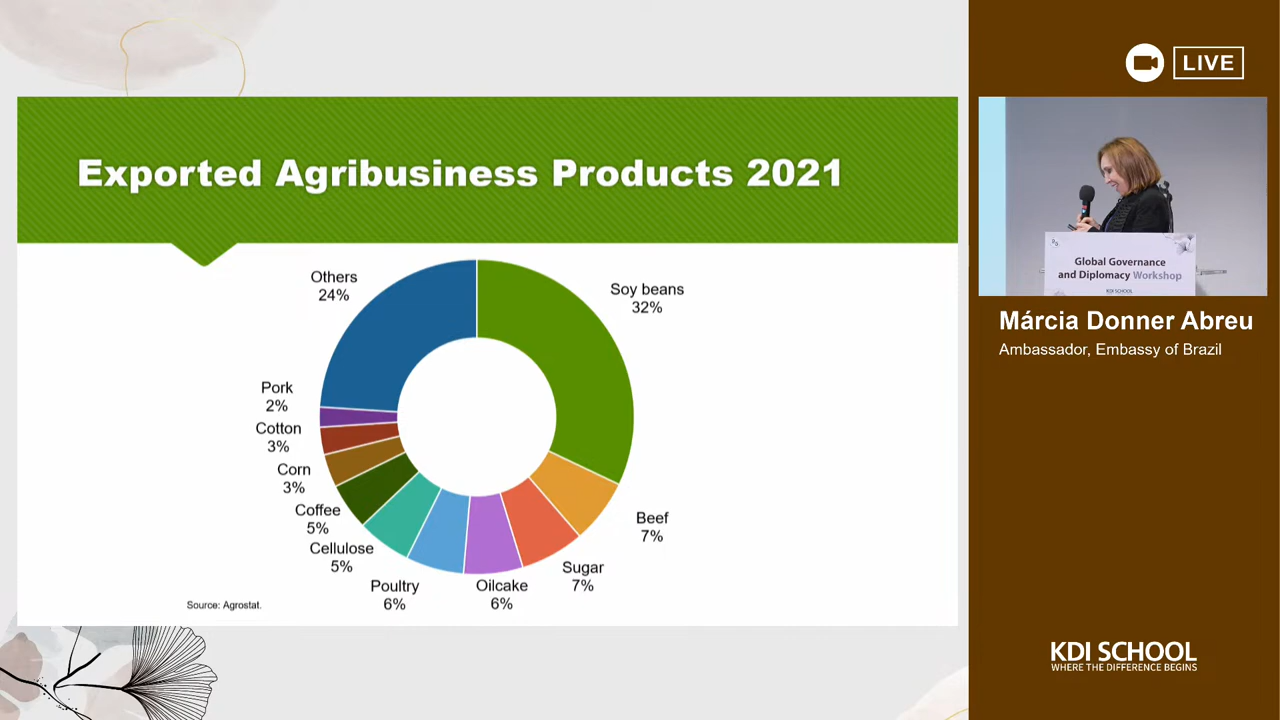 LIVE
Exported Agribusiness Products 2021
Others
24%
Soy beans
32%
Pork
2%
Cotton
3%
Corn
3%
Coffee
5%
Cellulose
5%
Poultry
6%
Oilcake
6%
Sugar
7%
Beef
7%
Source: Agrostat.
Global Governance
and Diplomacy Workshop
KDI SCHOOL
Márcia Donner Abreu
Ambassador, Embassy of Brazil
KDI SCHOOL
WHERE THE DIFFERENCE BEGINS